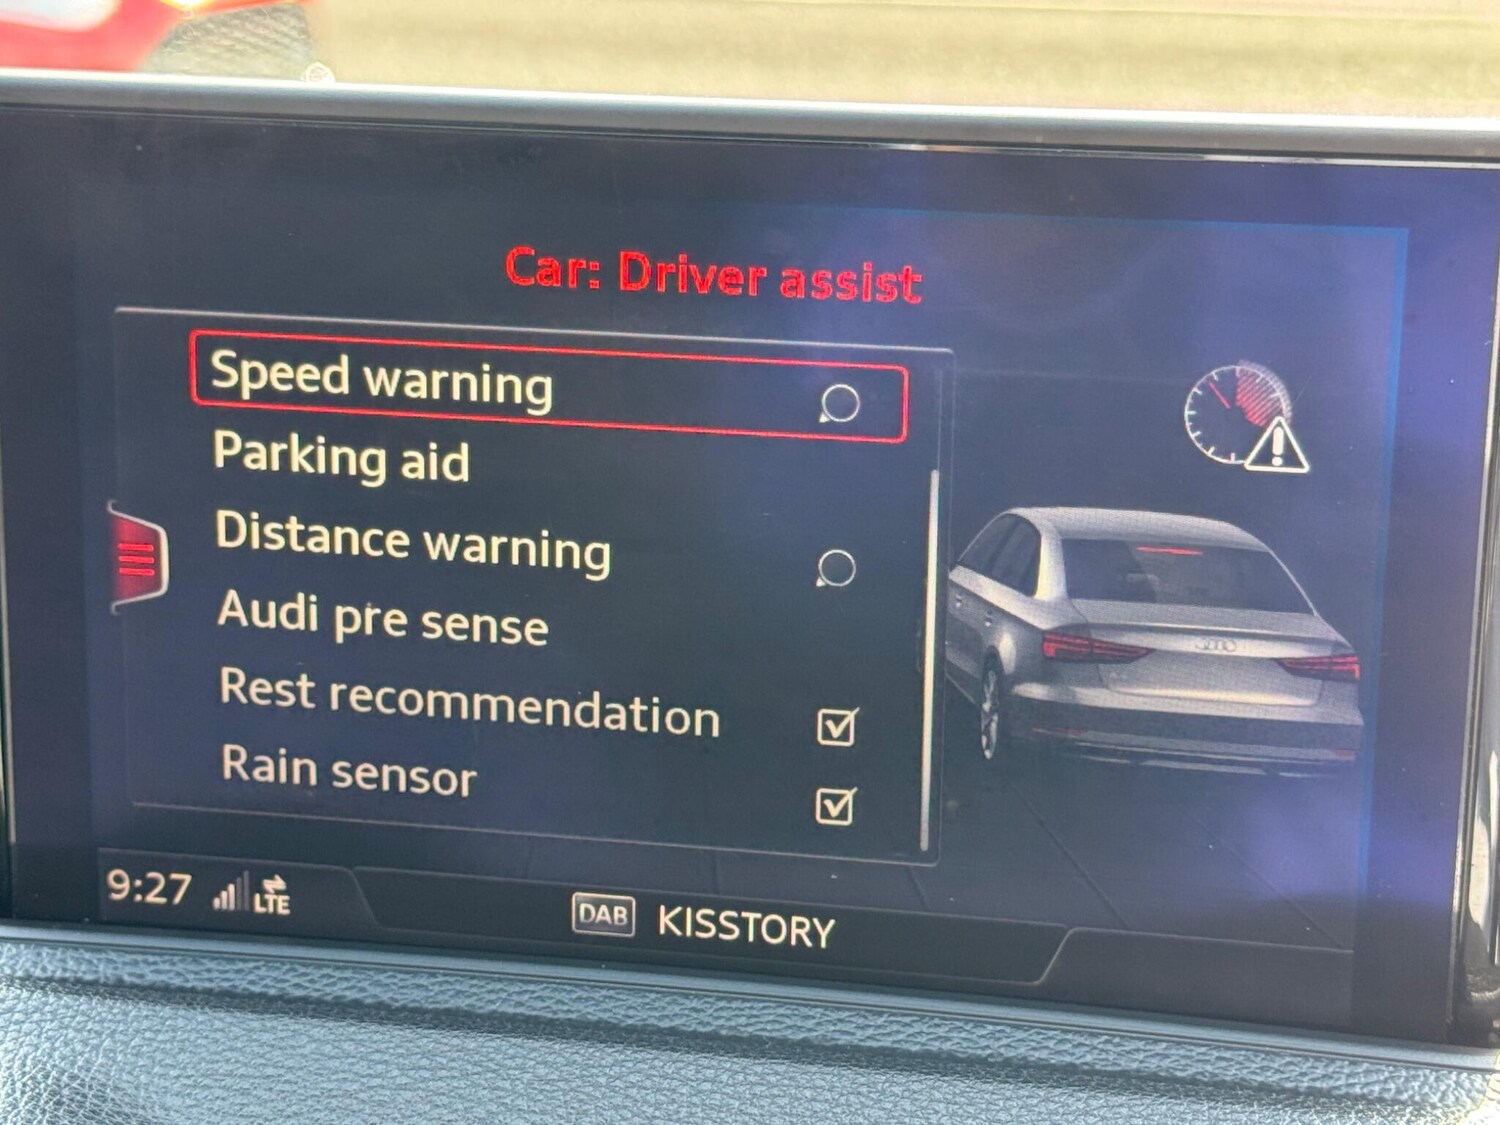 Car: Driver assist
Speed warning
Parking aid
Distance warning
Audi pre sense
Rest recommendation
Rain sensor
9:27 LTE
DAB KISSTORY